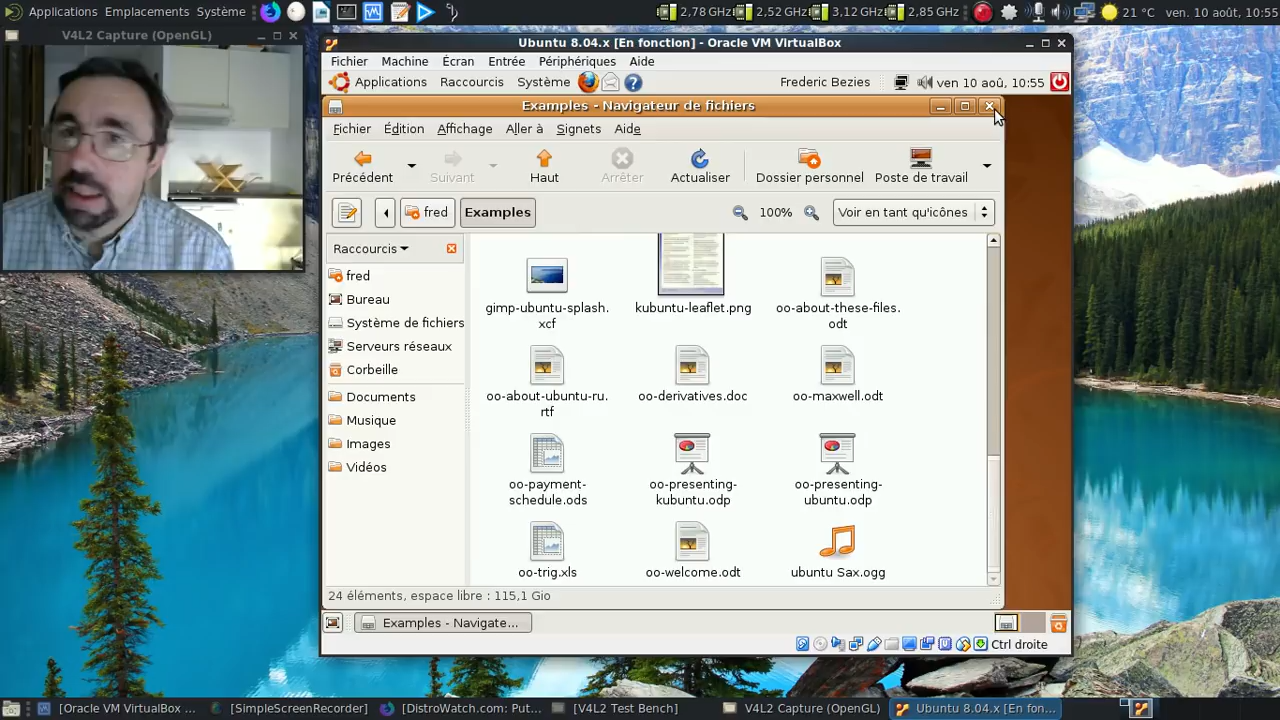 Applications Emplacements Système 2,78 GHz 2,52 GHz 3,12 GHz 2,85 GHz 21 °C ven. 10 août, 10:55
V4L2 Capture (OpenGL)
Ubuntu 8.04.x [En fonction] - Oracle VM VirtualBox
Fichier Machine Écran Entrée Périphériques Aide
Applications Raccourcis Système Frederic Bezies ven 10 aoû, 10:55
Examples - Navigateur de fichiers
Fichier Édition Affichage Aller à Signets Aide
Précédent Suivant Haut Arrêter Actualiser Dossier personnel Poste de travail
fred Examples 100% Voir en tant qu'icônes
Raccourcis
fred
Bureau
Système de fichiers
Serveurs réseaux
Corbeille
Documents
Musique
Images
Vidéos
gimp-ubuntu-splash.
xcf
kubuntu-leaflet.png
oo-about-these-files.
odt
oo-about-ubuntu-ru.
rtf
oo-derivatives.doc
oo-maxwell.odt
oo-payment-
schedule.ods
oo-presenting-
kubuntu.odp
oo-presenting-
ubuntu.odp
oo-trig.xls
oo-welcome.odt
ubuntu Sax.ogg
24 éléments, espace libre : 115,1 Gio
Examples - Navigate...
Ctrl droite
[Oracle VM VirtualBox ... [SimpleScreenRecorder] [DistroWatch.com: Put... [V4L2 Test Bench] V4L2 Capture (OpenGL) Ubuntu 8.04.x [En fon...